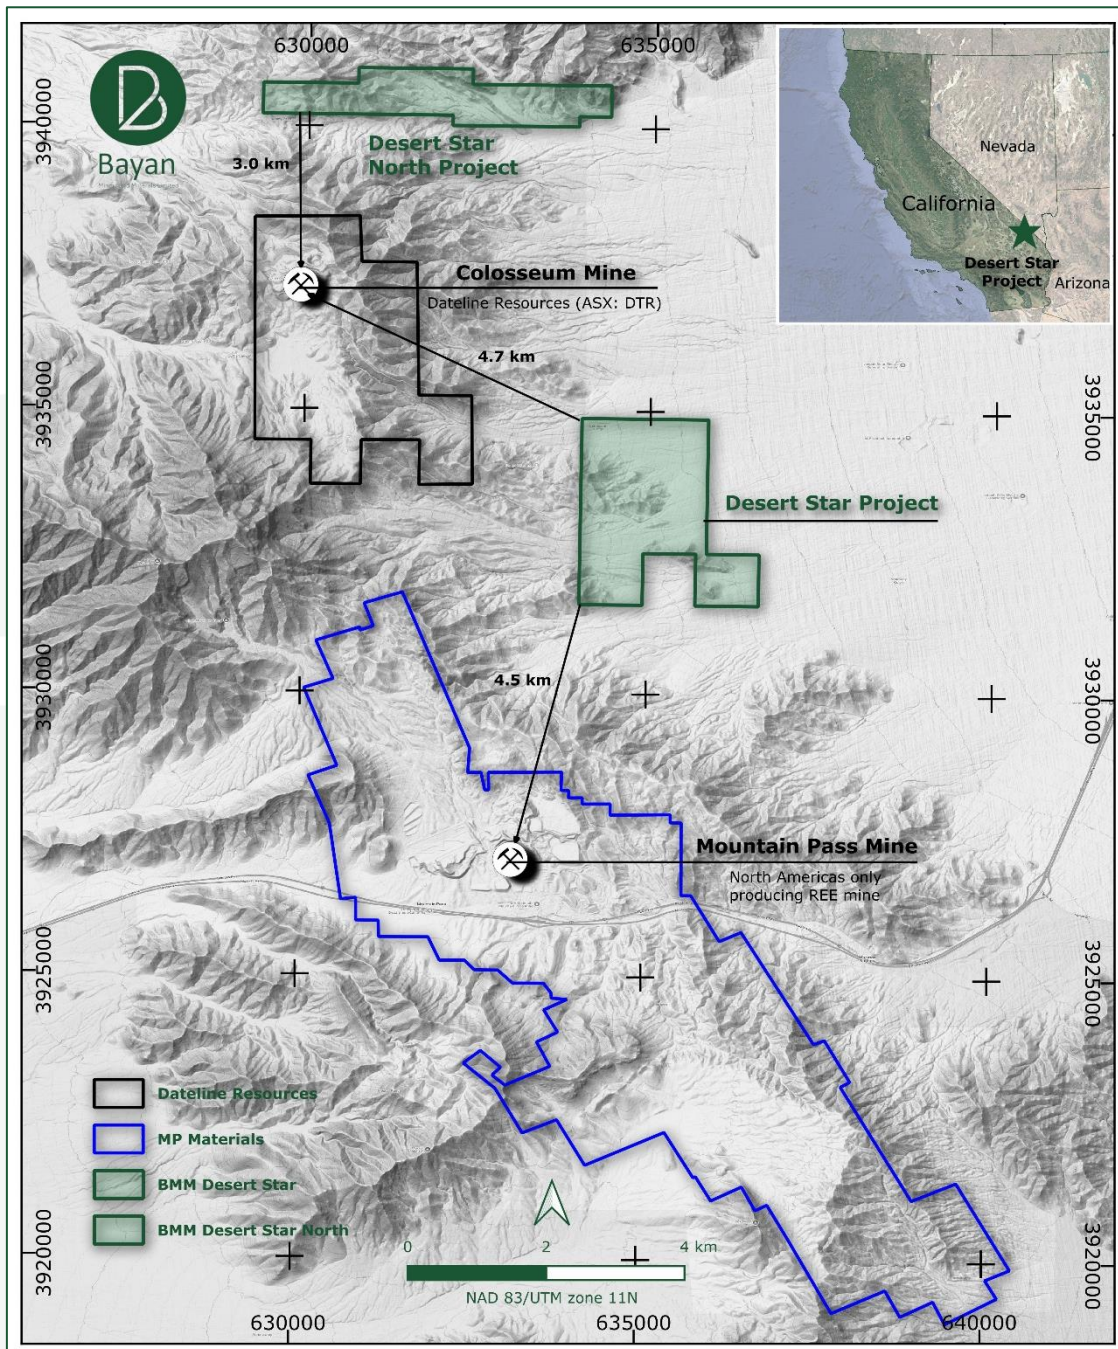 630000
635000
3940000
Bayan
Desert Star
North Project
3.0 km
Nevada
California
Desert Star
Project
Arizona
Colosseum Mine
Dateline Resources (ASX: DTR)
4.7 km
3935000
3935000
Desert Star Project
4.5 km
3930000
3930000
Mountain Pass Mine
North Americas only
producing REE mine
3925000
3925000
Dateline Resources
MP Materials
BMM Desert Star
BMM Desert Star North
0
2
4 km
NAD 83/UTM zone 11N
3920000
3920000
630000
635000
640000